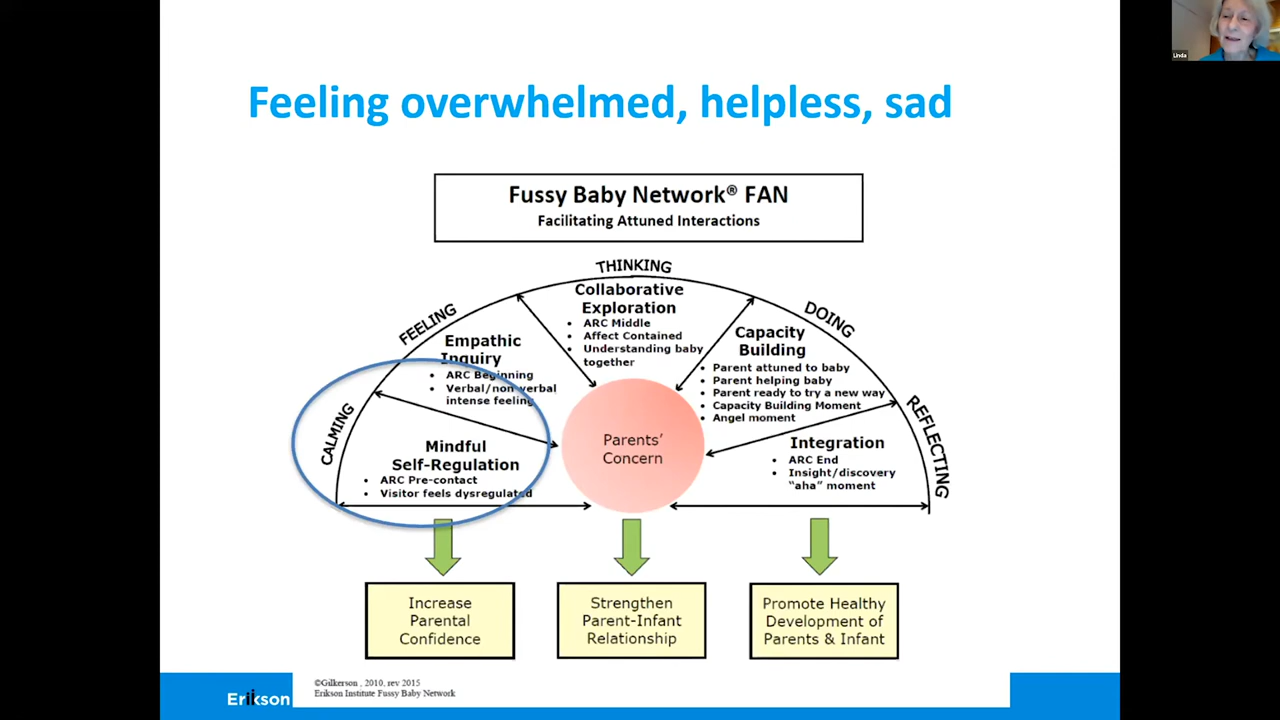 Linda
Feeling overwhelmed, helpless, sad
Fussy Baby Network® FAN
Facilitating Attuned Interactions
CALMING
FEELING
THINKING
DOING
REFLECTING
Mindful
Self-Regulation
• ARC Pre-contact
• Visitor feels dysregulated
Empathic
Inquiry
• ARC Beginning
• Verbal/non-verbal
intense feeling
Collaborative
Exploration
• ARC Middle
• Affect Contained
• Understanding baby
together
Capacity
Building
• Parent attuned to baby
• Parent helping baby
• Parent ready to try a new way
• Capacity Building Moment
• Angel moment
Integration
• ARC End
• Insight/discovery
“aha” moment
Parents’
Concern
Increase
Parental
Confidence
Strengthen
Parent-Infant
Relationship
Promote Healthy
Development of
Parents & Infant
©Gilkerson , 2010, rev 2015
Erikson Institute Fussy Baby Network
Erikson